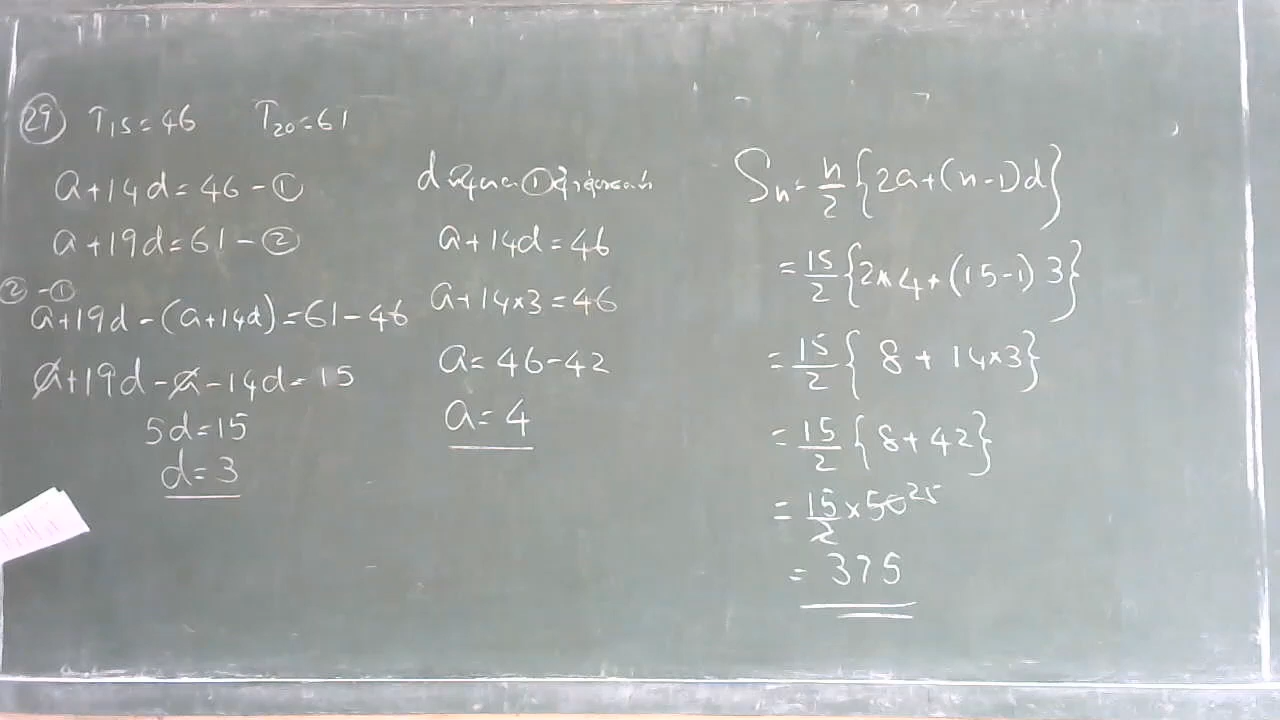 29 T₁₅ = 46 T₂₀ = 61
a + 14d = 46 - ①
a + 19d = 61 - ②
② - ①
a + 19d - (a + 14d) = 61 - 46
a + 19d - a - 14d = 15
5d = 15
d = 3
d ①
a + 14d = 46
a + 14 × 3 = 46
a = 46 - 42
a = 4
Sₙ = n/2 {2a + (n - 1) d}
= 15/2 {2 × 4 + (15 - 1) 3}
= 15/2 { 8 + 14 × 3}
= 15/2 { 8 + 42}
= 15/2 × 50 25
= 375